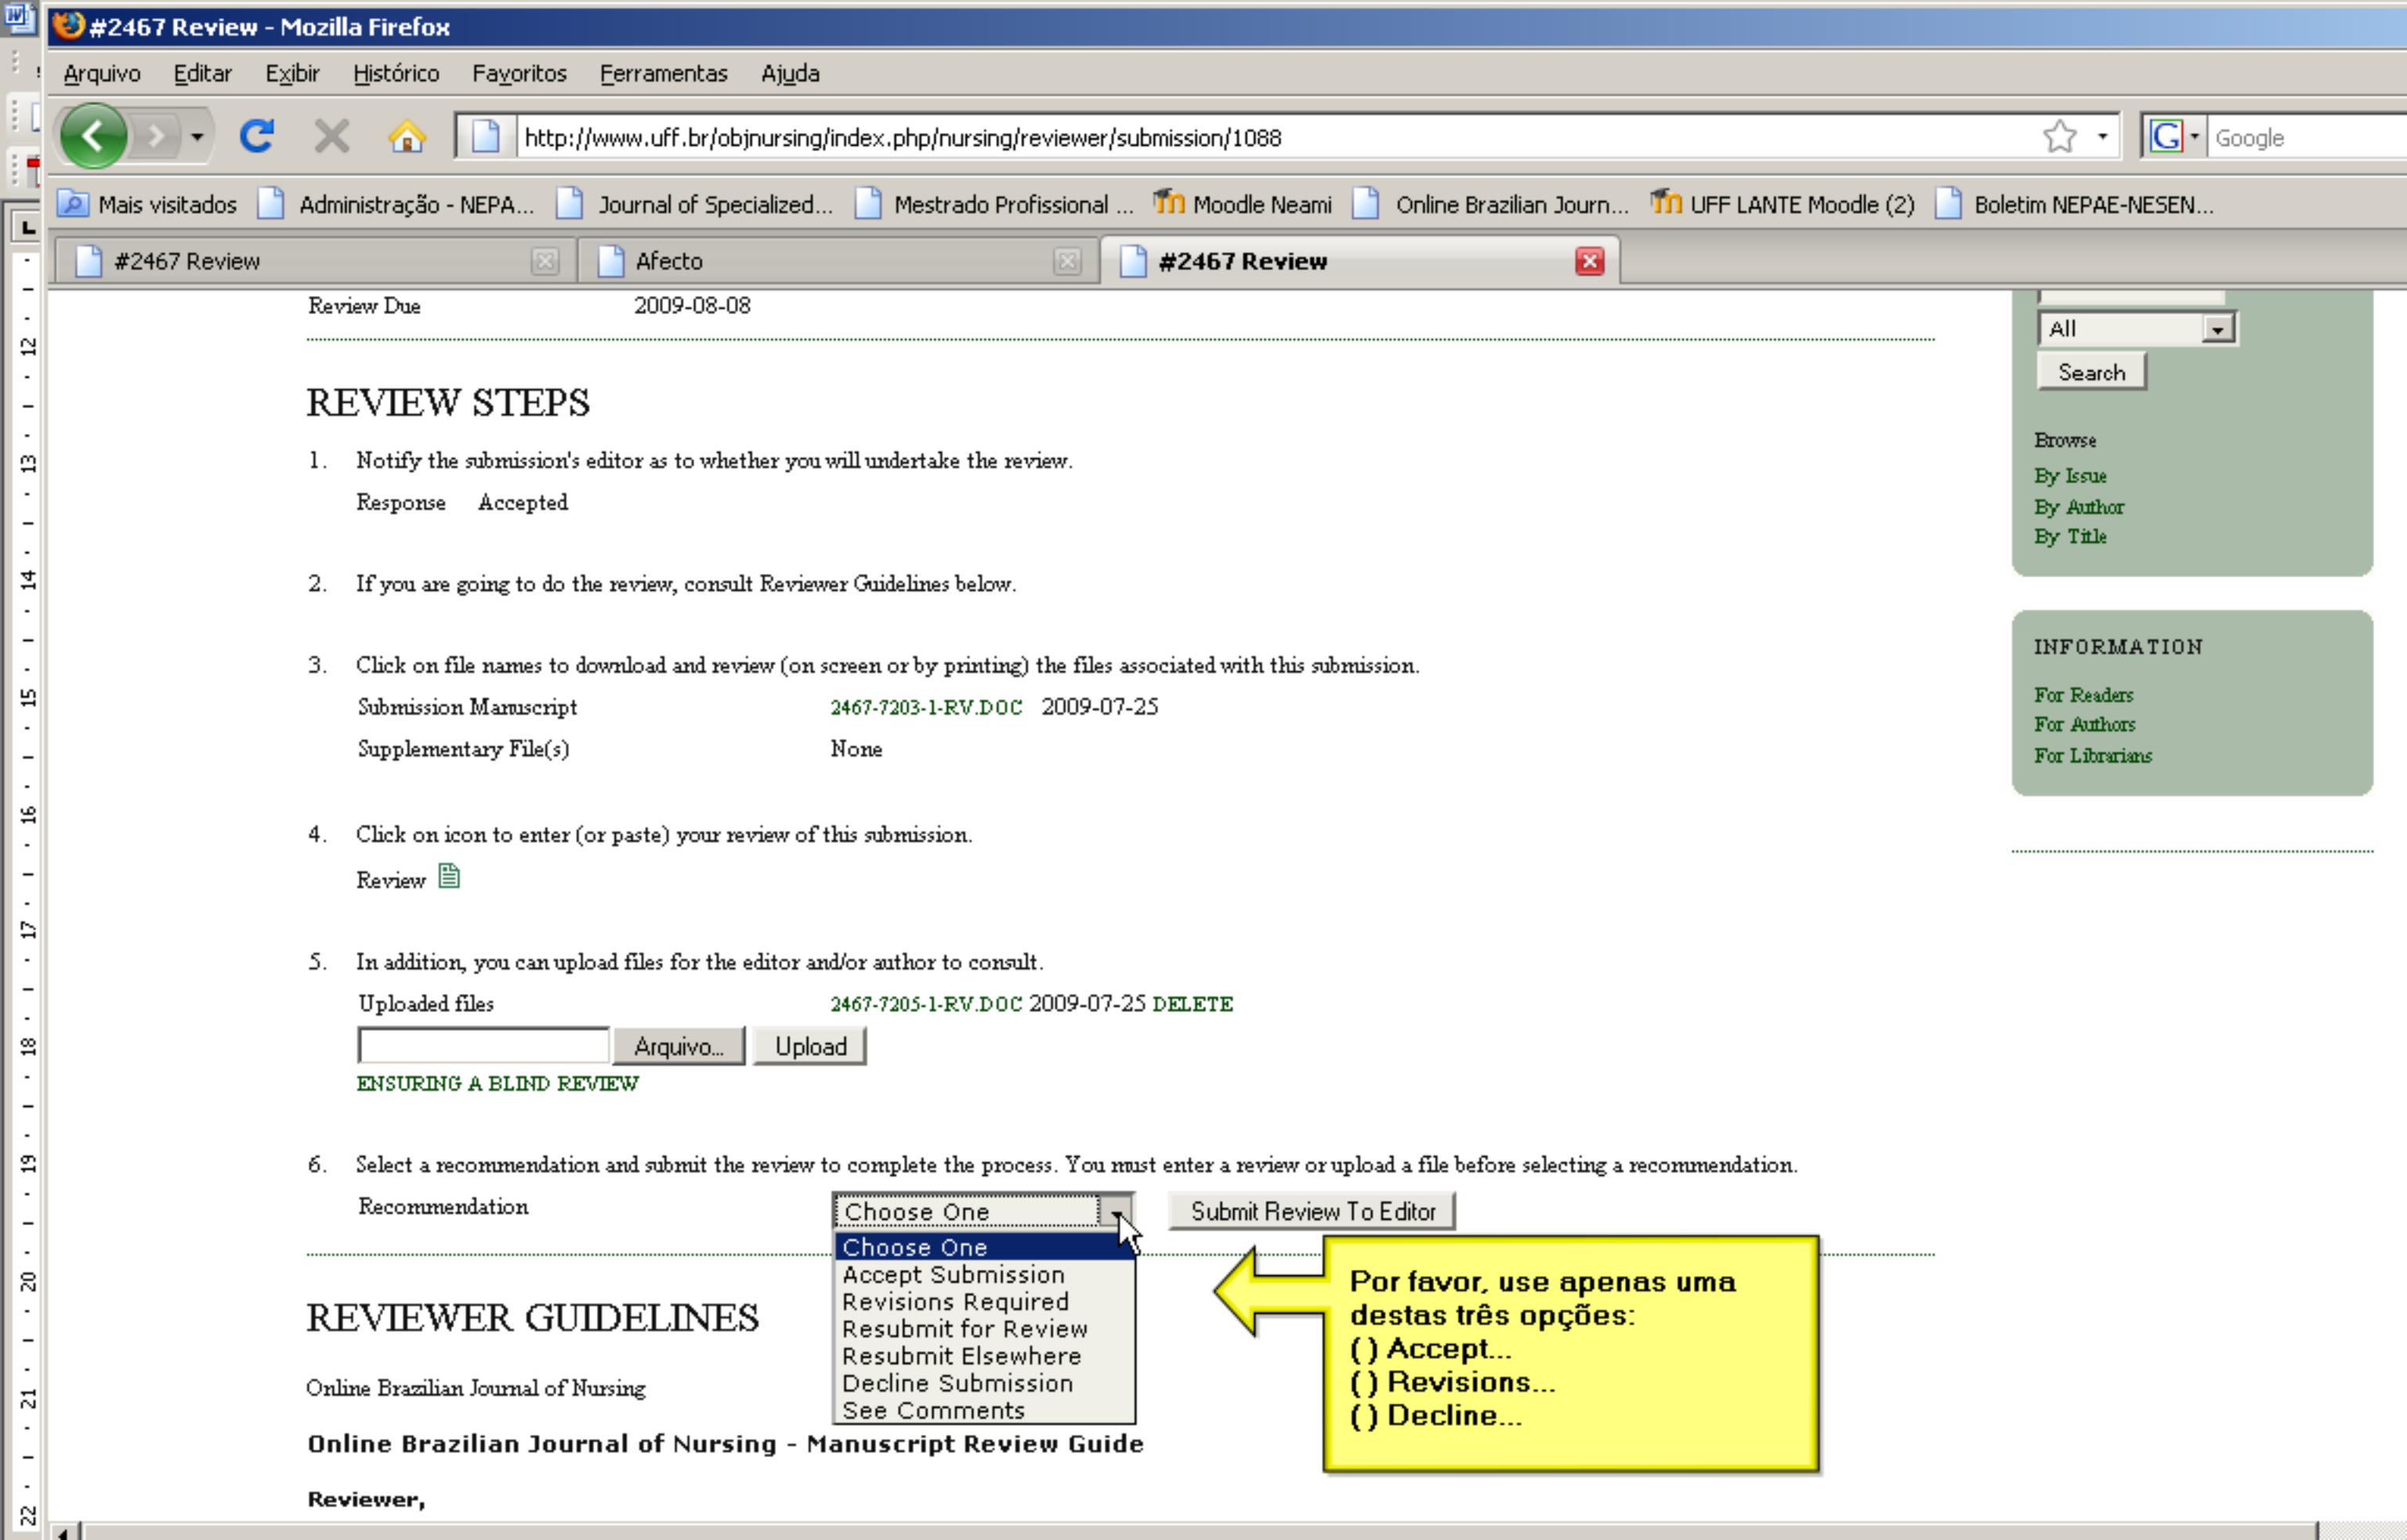 #2467 Review - Mozilla Firefox
Arquivo Editar Exibir Histórico Favoritos Ferramentas Ajuda
http://www.uff.br/objnursing/index.php/nursing/reviewer/submission/1088 Google
Mais visitados Administração - NEPA... Journal of Specialized... Mestrado Profissional ... Moodle Neami Online Brazilian Journ... UFF LANTE Moodle (2) Boletim NEPAE-NESEN...
#2467 Review Afecto #2467 Review
Review Due 2009-08-08
All
Search
REVIEW STEPS
Browse
By Issue
By Author
By Title
1. Notify the submission's editor as to whether you will undertake the review.
Response Accepted
2. If you are going to do the review, consult Reviewer Guidelines below.
INFORMATION
For Readers
For Authors
For Librarians
3. Click on file names to download and review (on screen or by printing) the files associated with this submission.
Submission Manuscript 2467-7203-1-RV.DOC 2009-07-25
Supplementary File(s) None
4. Click on icon to enter (or paste) your review of this submission.
Review
5. In addition, you can upload files for the editor and/or author to consult.
Uploaded files 2467-7205-1-RV.DOC 2009-07-25 DELETE
Arquivo... Upload
ENSURING A BLIND REVIEW
6. Select a recommendation and submit the review to complete the process. You must enter a review or upload a file before selecting a recommendation.
Recommendation Choose One Submit Review To Editor
Choose One
Accept Submission
Revisions Required
Resubmit for Review
Resubmit Elsewhere
Decline Submission
See Comments
Por favor, use apenas uma
destas três opções:
( ) Accept...
( ) Revisions...
( ) Decline...
REVIEWER GUIDELINES
Online Brazilian Journal of Nursing
Online Brazilian Journal of Nursing - Manuscript Review Guide
Reviewer,
12
13
14
15
16
17
18
19
20
21
22